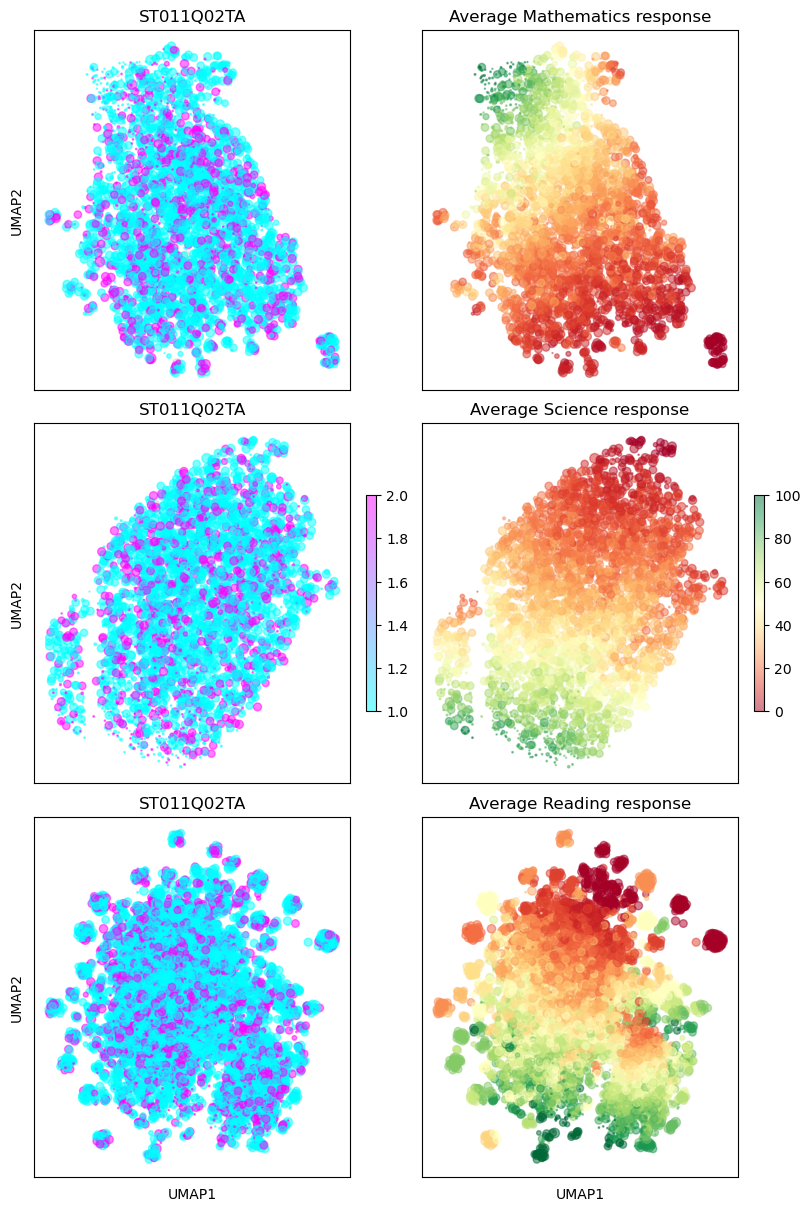 ST011Q02TA
Average Mathematics response
UMAP2
ST011Q02TA
Average Science response
UMAP2
2.0
1.8
1.6
1.4
1.2
1.0
100
80
60
40
20
0
ST011Q02TA
Average Reading response
UMAP2
UMAP1
UMAP1